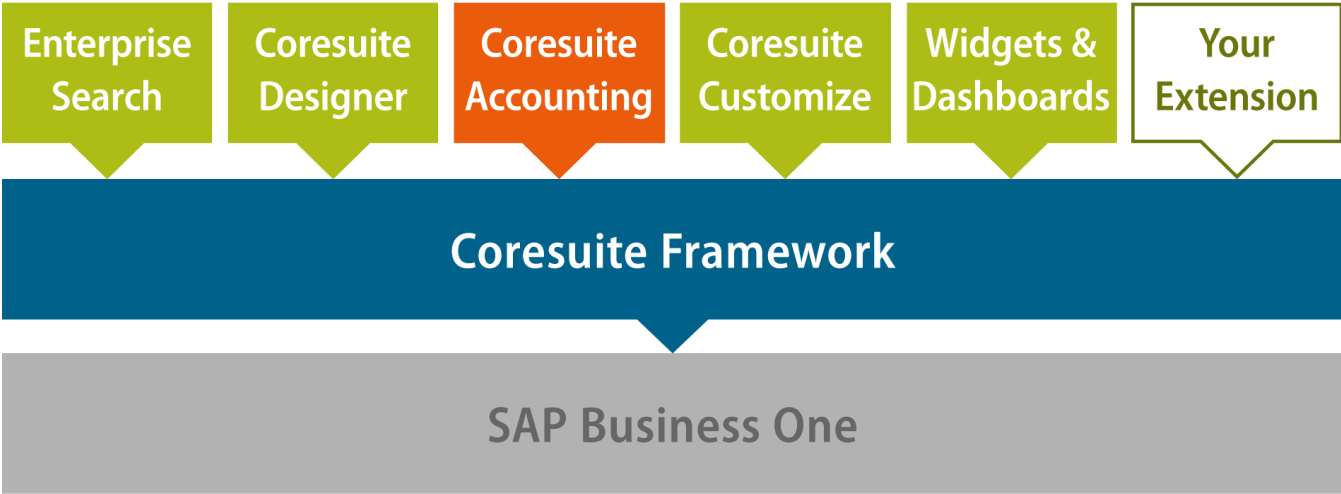 Enterprise
Search
Coresuite
Designer
Coresuite
Accounting
Coresuite
Customize
Widgets &
Dashboards
Your
Extension
Coresuite Framework
SAP Business One